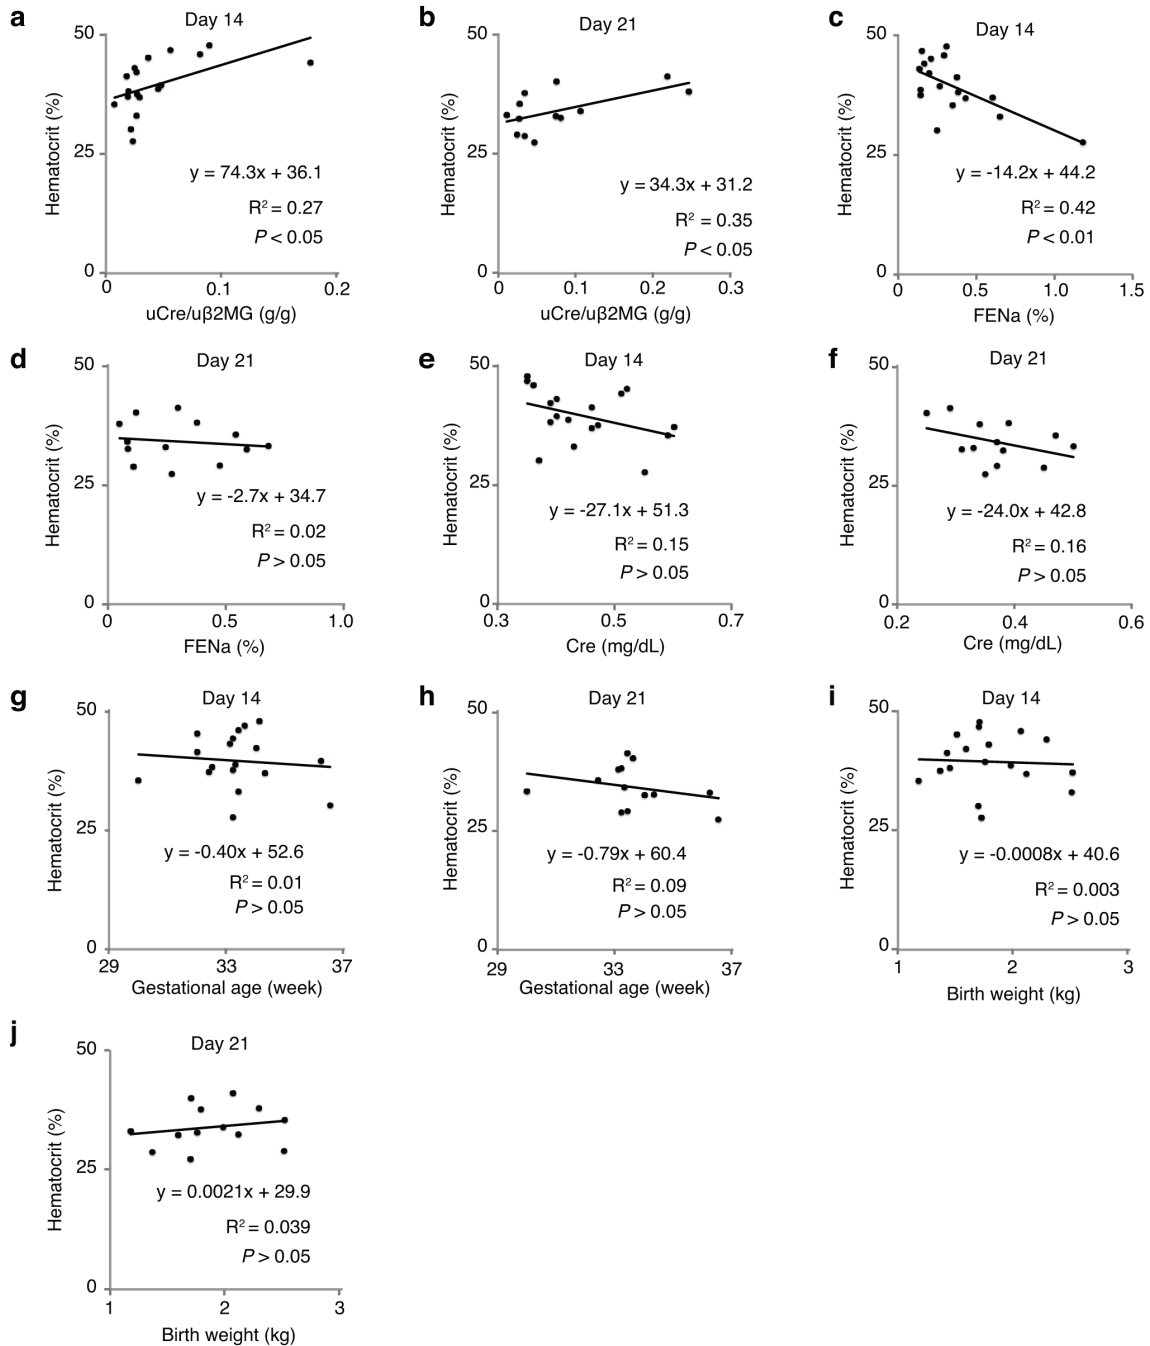 a
Day 14
50
25
0
Hematocrit (%)
y = 74.3x + 36.1
R² = 0.27
P < 0.05
0 0.1 0.2
uCre/uβ2MG (g/g)
b
Day 21
50
25
0
Hematocrit (%)
y = 34.3x + 31.2
R² = 0.35
P < 0.05
0 0.1 0.2 0.3
uCre/uβ2MG (g/g)
c
Day 14
50
25
0
Hematocrit (%)
y = -14.2x + 44.2
R² = 0.42
P < 0.01
0 0.5 1.0 1.5
FENa (%)
d
Day 21
50
25
0
Hematocrit (%)
y = -2.7x + 34.7
R² = 0.02
P > 0.05
0 0.5 1.0
FENa (%)
e
Day 14
50
25
0
Hematocrit (%)
y = -27.1x + 51.3
R² = 0.15
P > 0.05
0.3 0.5 0.7
Cre (mg/dL)
f
Day 21
50
25
0
Hematocrit (%)
y = -24.0x + 42.8
R² = 0.16
P > 0.05
0.2 0.4 0.6
Cre (mg/dL)
g
Day 14
50
25
0
Hematocrit (%)
y = -0.40x + 52.6
R² = 0.01
P > 0.05
29 33 37
Gestational age (week)
h
Day 21
50
25
0
Hematocrit (%)
y = -0.79x + 60.4
R² = 0.09
P > 0.05
29 33 37
Gestational age (week)
i
Day 14
50
25
0
Hematocrit (%)
y = -0.0008x + 40.6
R² = 0.003
P > 0.05
1 2 3
Birth weight (kg)
j
Day 21
50
25
0
Hematocrit (%)
y = 0.0021x + 29.9
R² = 0.039
P > 0.05
1 2 3
Birth weight (kg)